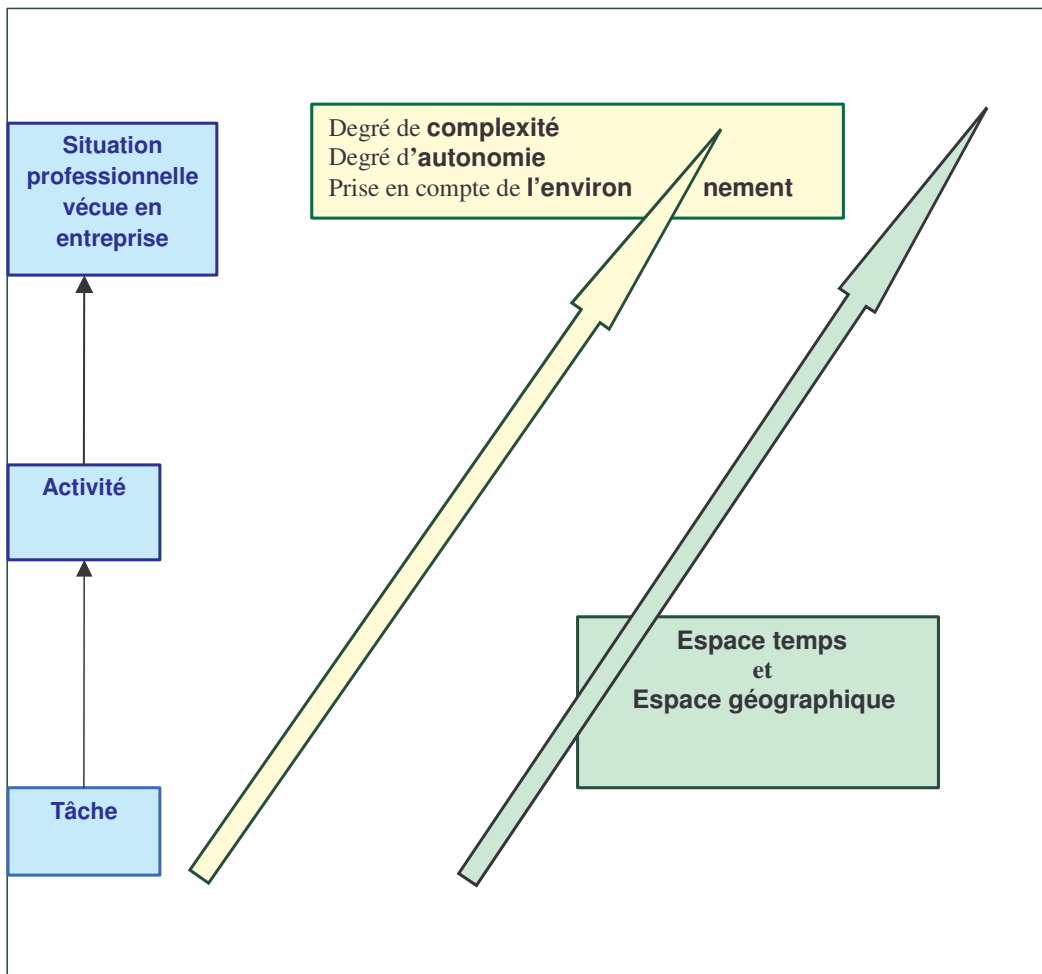 Situation
professionnelle
vécue en
entreprise
Degré de complexité
Degré d'autonomie
Prise en compte de l'environ nement
Activité
Espace temps
et
Espace géographique
Tâche